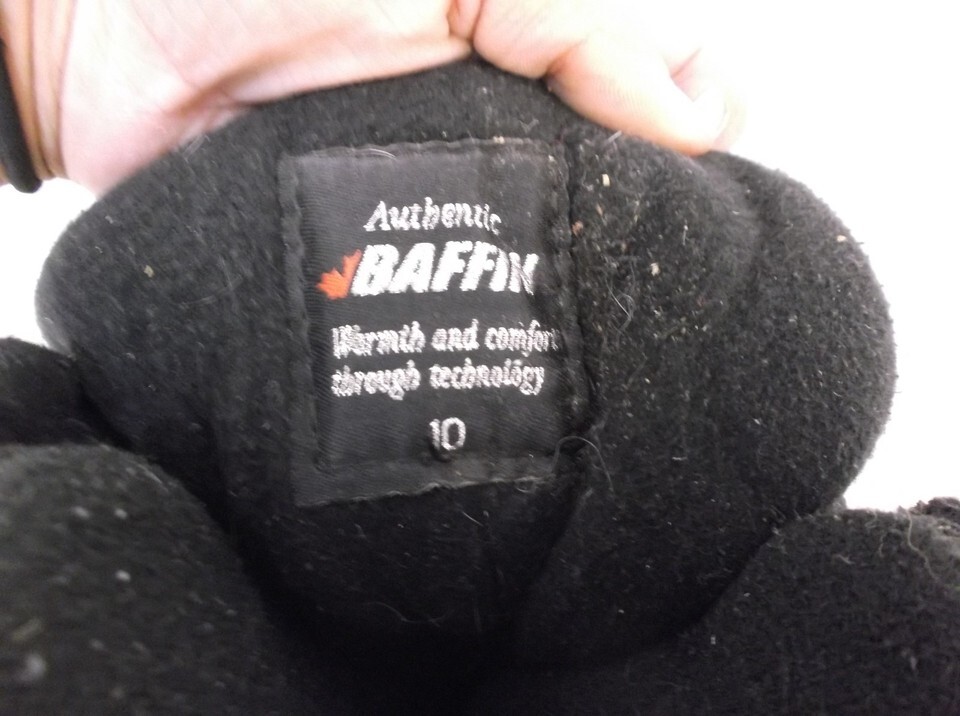 Authentic
BAFFIN
Warmth and comfort
through technology
10